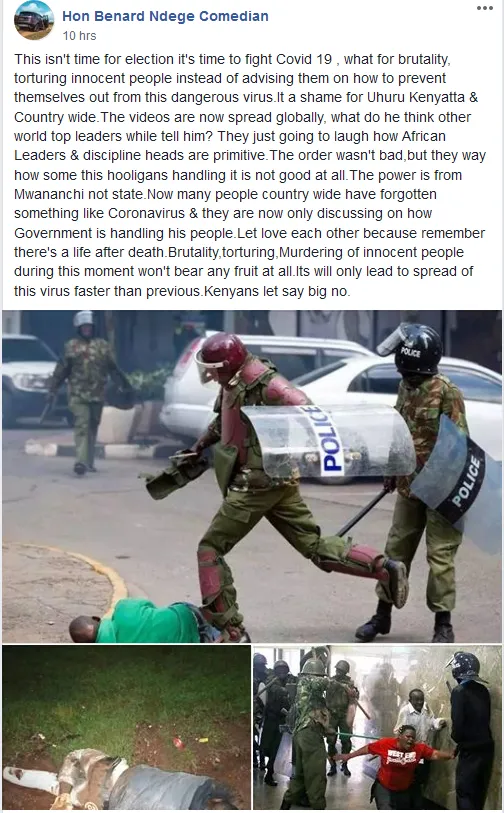 Hon Benard Ndege Comedian
10 hrs
This isn't time for election it's time to fight Covid 19 , what for brutality,
torturing innocent people instead of advising them on how to prevent
themselves out from this dangerous virus.It a shame for Uhuru Kenyatta &
Country wide.The videos are now spread globally, what do he think other
world top leaders while tell him? They just going to laugh how African
Leaders & discipline heads are primitive.The order wasn't bad,but they way
how some this hooligans handling it is not good at all.The power is from
Mwananchi not state.Now many people country wide have forgotten
something like Coronavirus & they are now only discussing on how
Government is handling his people.Let love each other because remember
there's a life after death.Brutality,torturing,Murdering of innocent people
during this moment won't bear any fruit at all.Its will only lead to spread of
this virus faster than previous.Kenyans let say big no.
POLICE
POLICE
POLICE
WEST END